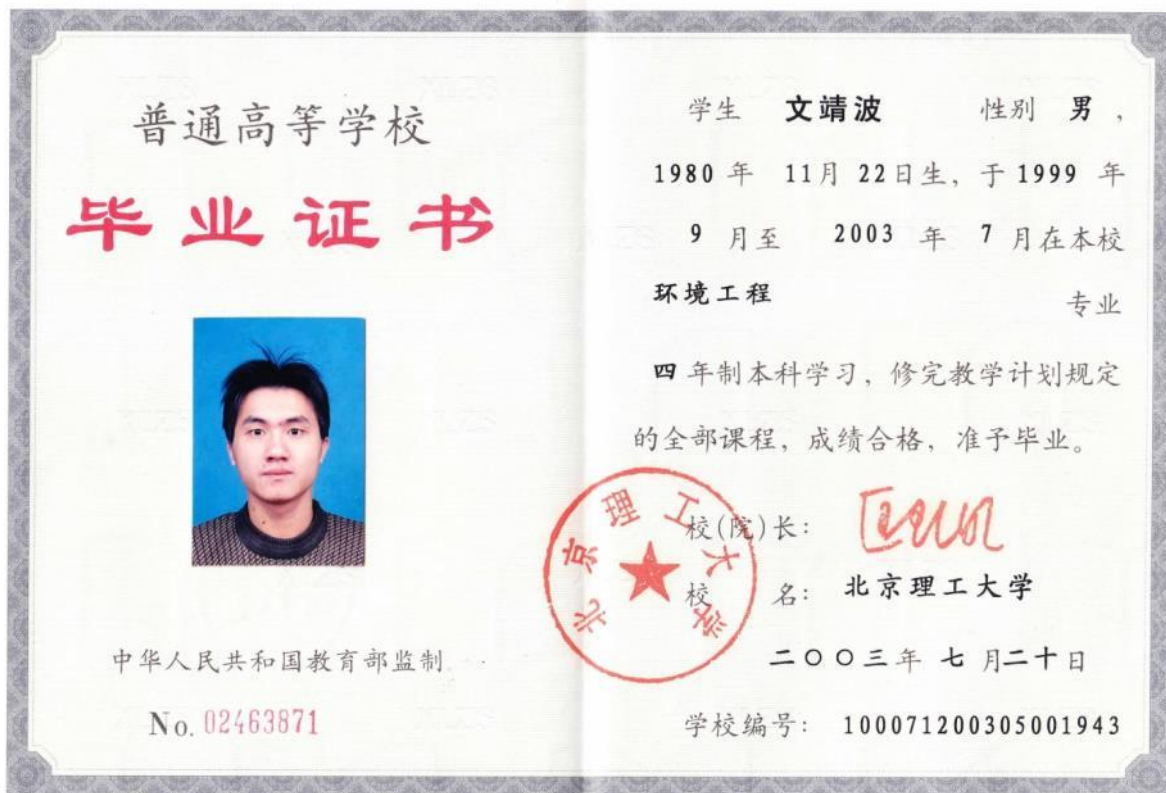 普通高等学校
毕业证书
中华人民共和国教育部监制
No. 02463871
学生 文靖波 性别 男，
1980 年 11月 22日生，于 1999 年
9 月至 2003 年 7 月在本校
环境工程 专业
四 年制本科学习，修完教学计划规定
的全部课程，成绩合格，准予毕业。
校(院)长：
校 名： 北京理工大学
二〇〇三年 七 月二十日
学校编号： 100071200305001943
北京理工大学